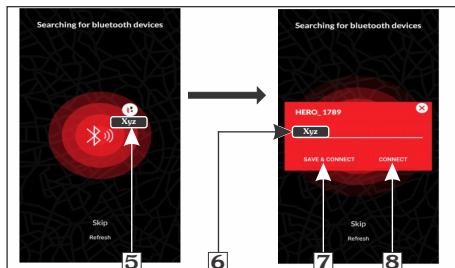 Searching for bluetooth devices
Xyz
Skip
Refresh
5
6
Searching for bluetooth devices
HERO_1789
Xyz
SAVE & CONNECT
CONNECT
Skip
Refresh
7
8